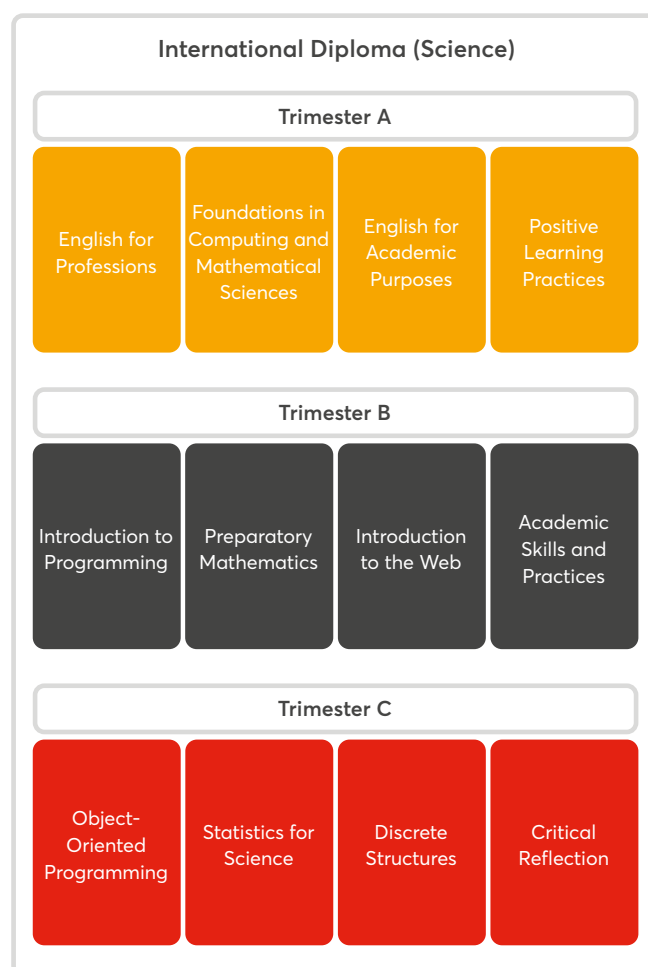 International Diploma (Science)
Trimester A
English for
Professions
Foundations in
Computing and
Mathematical
Sciences
English for
Academic
Purposes
Positive
Learning
Practices
Trimester B
Introduction to
Programming
Preparatory
Mathematics
Introduction
to the Web
Academic
Skills and
Practices
Trimester C
Object-
Oriented
Programming
Statistics for
Science
Discrete
Structures
Critical
Reflection